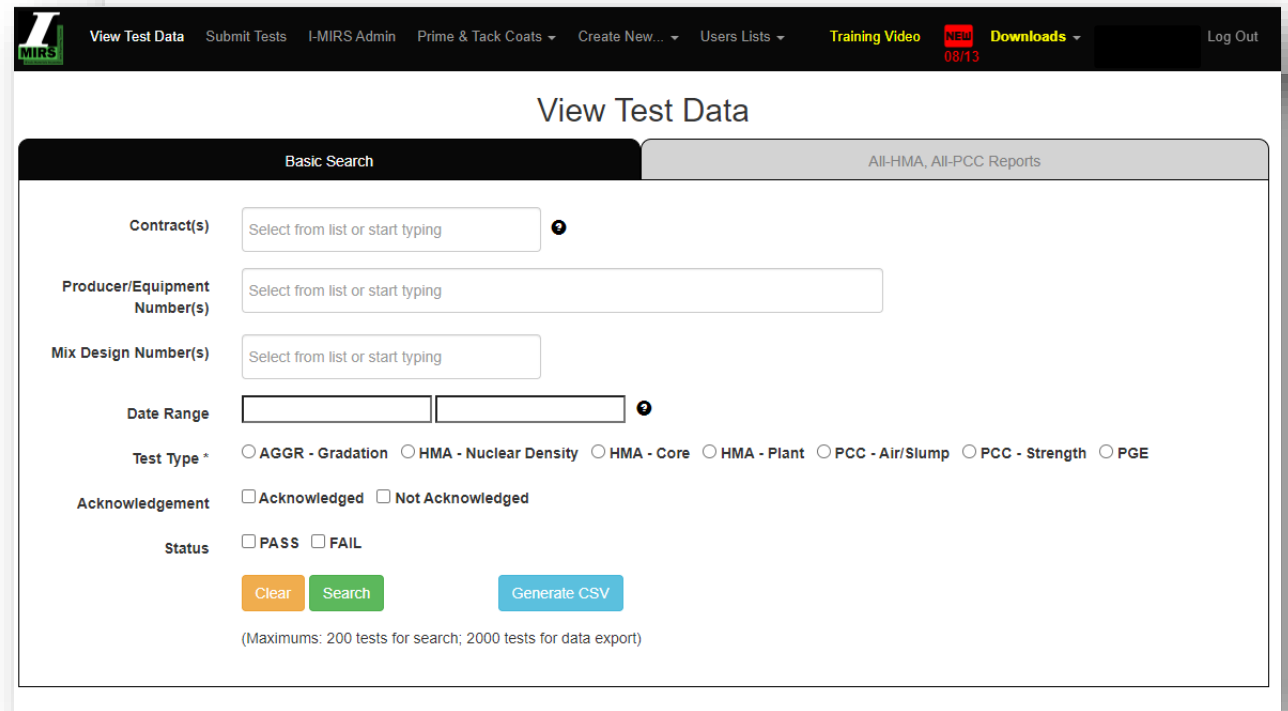 I
MIRS
View Test Data Submit Tests I-MIRS Admin Prime & Tack Coats Create New... Users Lists Training Video NEW Downloads Log Out
08/13
View Test Data
Basic Search All-HMA, All-PCC Reports
Contract(s) Select from list or start typing ?
Producer/Equipment
Number(s) Select from list or start typing
Mix Design Number(s) Select from list or start typing
Date Range ?
Test Type * AGGR - Gradation HMA - Nuclear Density HMA - Core HMA - Plant PCC - Air/Slump PCC - Strength PGE
Acknowledgement Acknowledged Not Acknowledged
Status PASS FAIL
Clear Search Generate CSV
(Maximums: 200 tests for search; 2000 tests for data export)